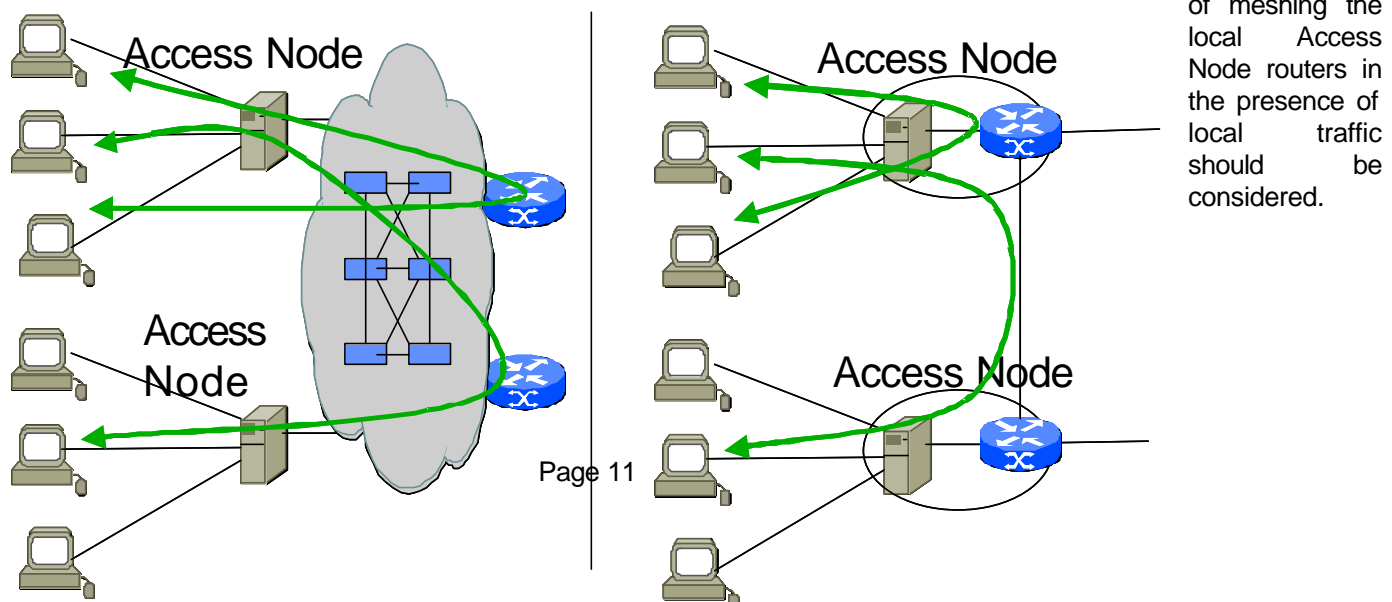 Access Node
Access
Node
Page 11
Access Node
Access Node
of meshing the
local Access
Node routers in
the presence of
local traffic
should be
considered.